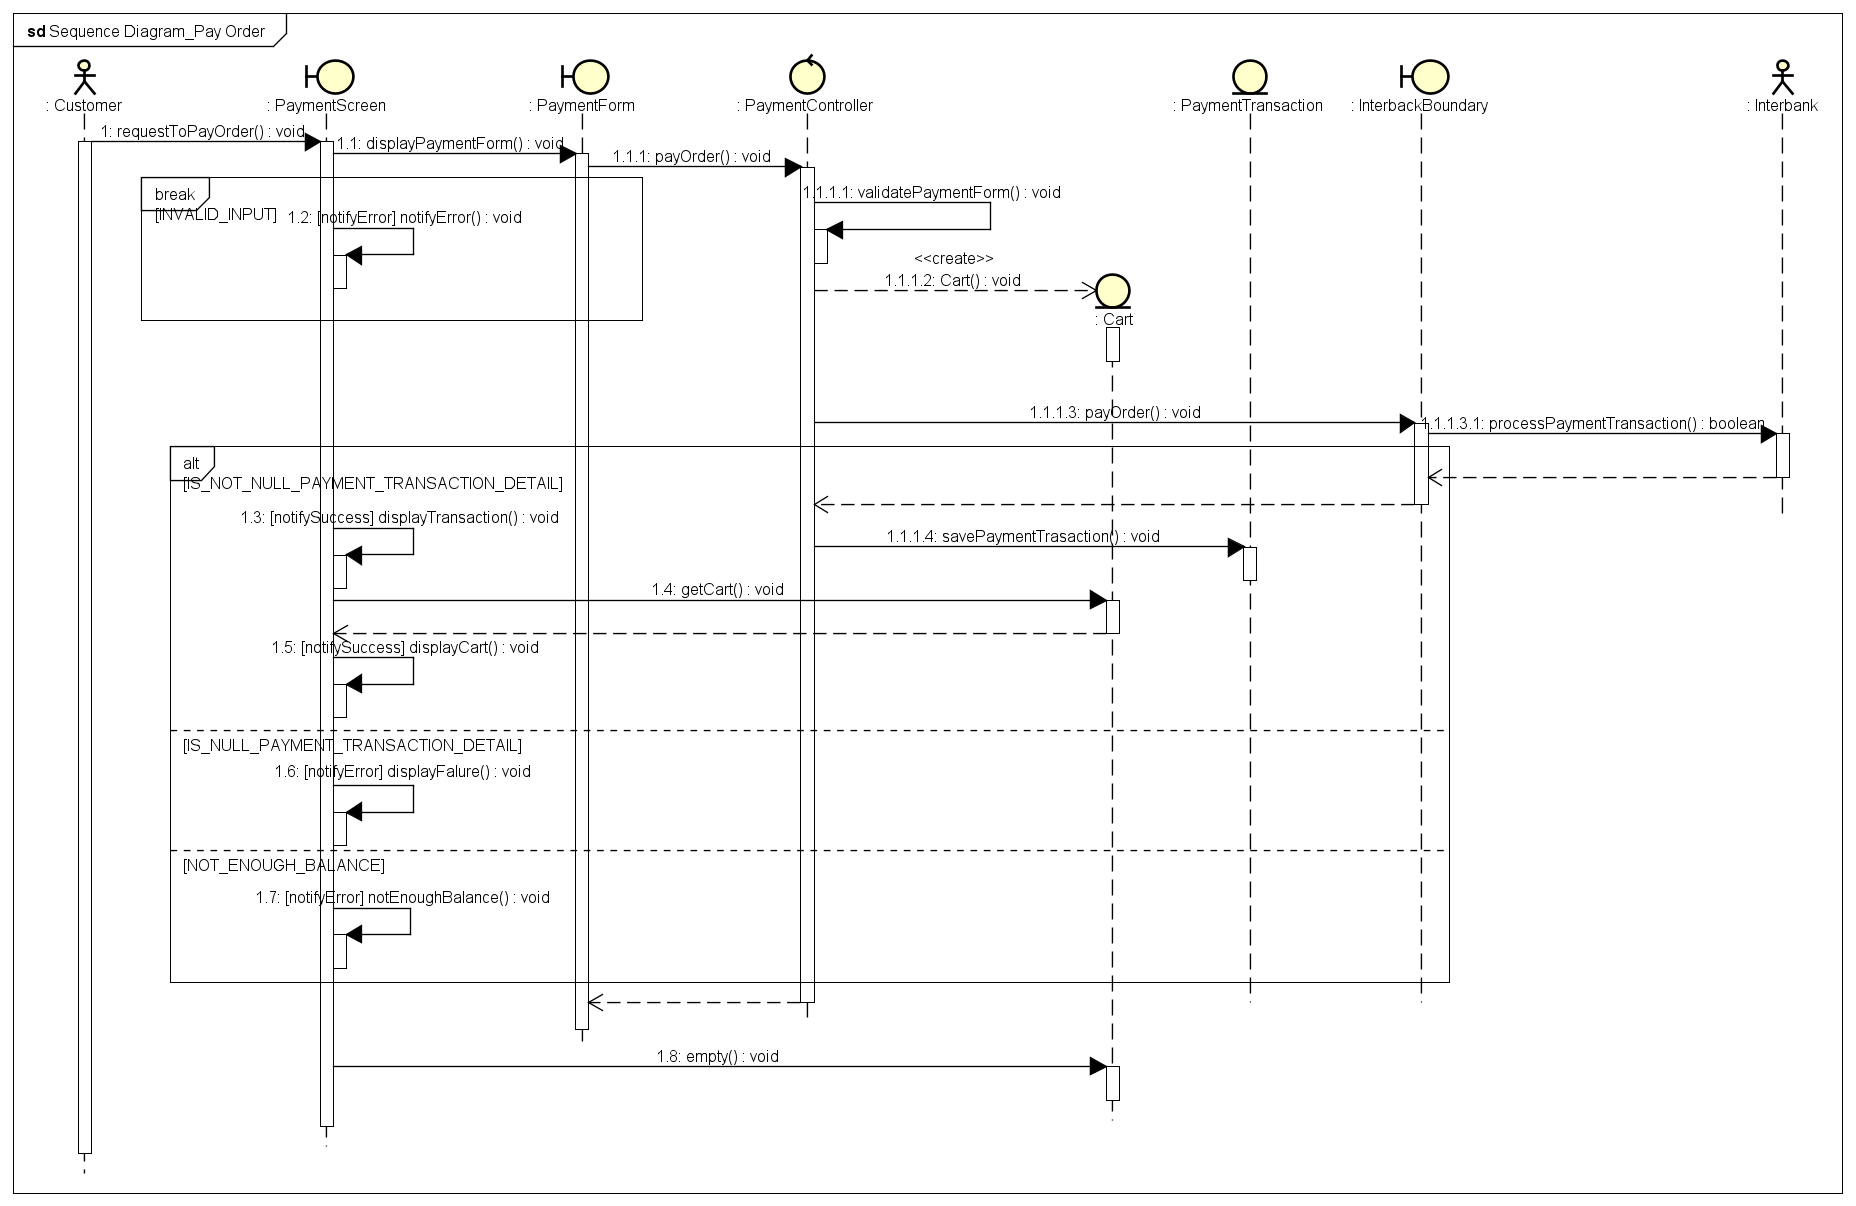 sd Sequence Diagram_Pay Order
: Customer
: PaymentScreen
: PaymentForm
: PaymentController
: PaymentTransaction
: InterbackBoundary
: Interbank
1: requestToPayOrder() : void
1.1: displayPaymentForm() : void
1.1.1: payOrder() : void
break
[INVALID_INPUT]
1.2: [notifyError] notifyError() : void
1.1.1.1: validatePaymentForm() : void
<<create>>
1.1.1.2: Cart() : void
: Cart
1.1.1.3: payOrder() : void
1.1.1.3.1: processPaymentTransaction() : boolean
alt
[IS_NOT_NULL_PAYMENT_TRANSACTION_DETAIL]
1.3: [notifySuccess] displayTransaction() : void
1.1.1.4: savePaymentTrasaction() : void
1.4: getCart() : void
1.5: [notifySuccess] displayCart() : void
[IS_NULL_PAYMENT_TRANSACTION_DETAIL]
1.6: [notifyError] displayFalure() : void
[NOT_ENOUGH_BALANCE]
1.7: [notifyError] notEnoughBalance() : void
1.8: empty() : void